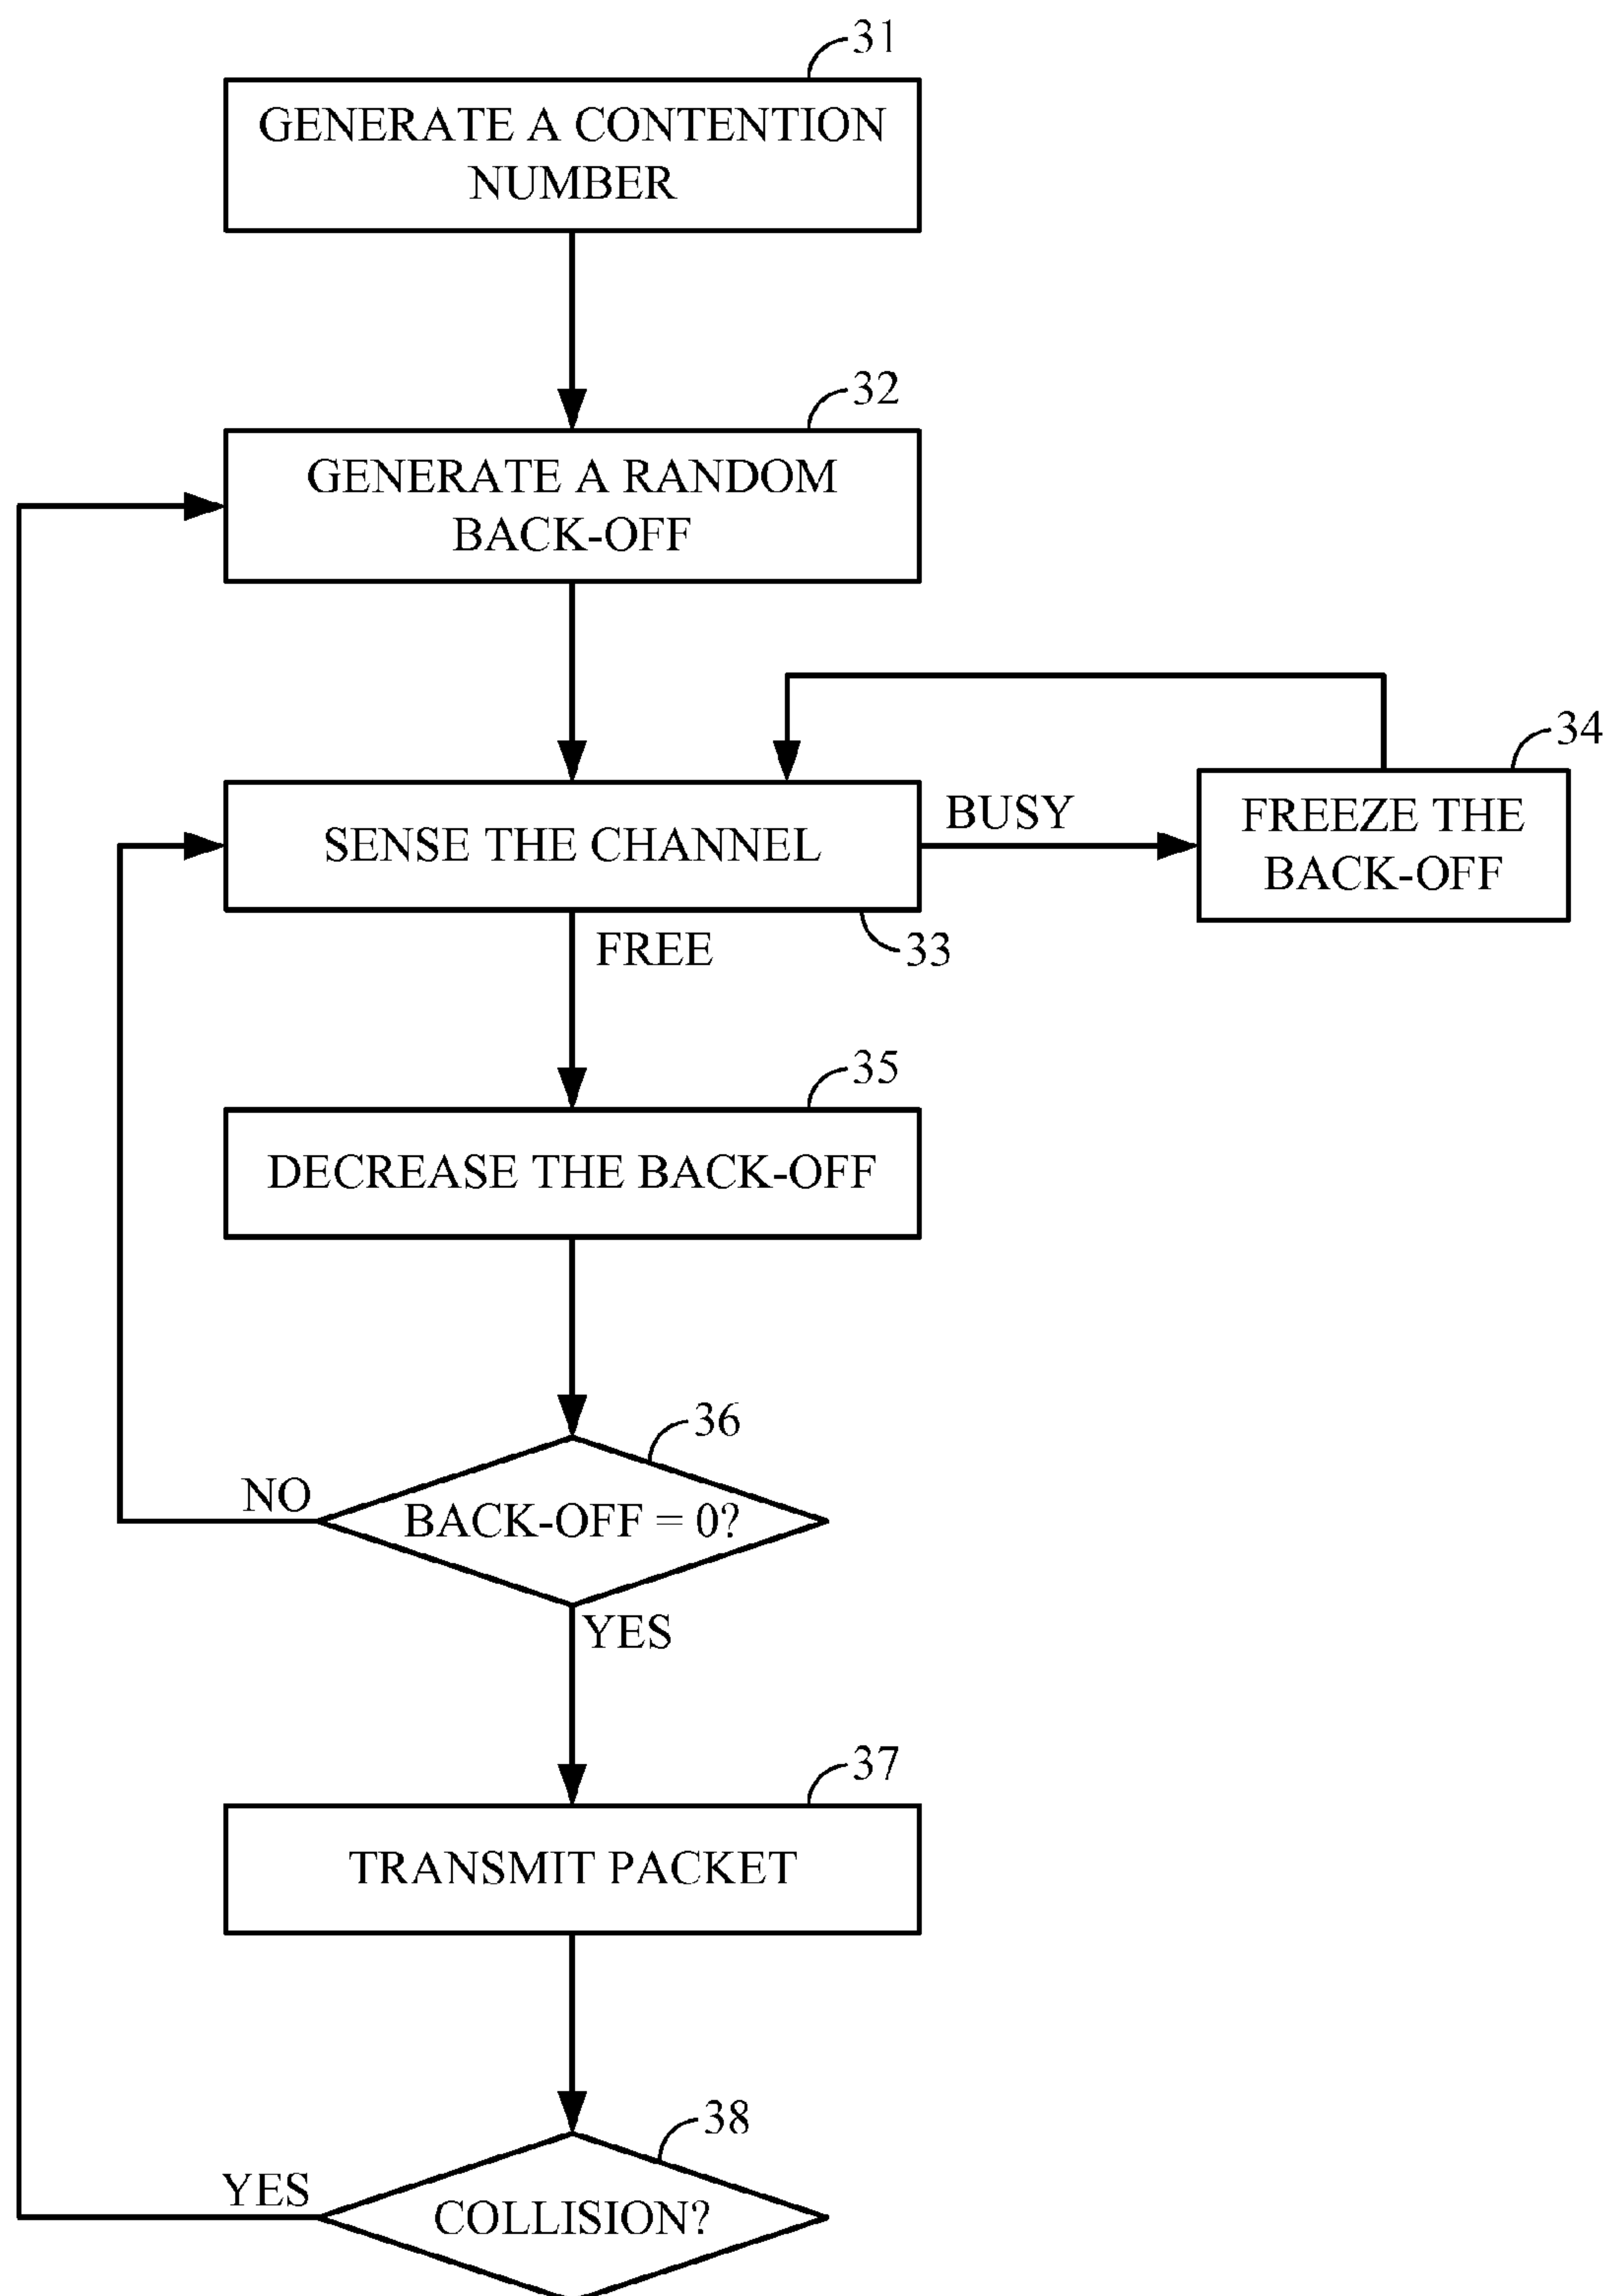 31
GENERATE A CONTENTION
NUMBER
32
GENERATE A RANDOM
BACK-OFF
34
SENSE THE CHANNEL
BUSY
FREEZE THE
BACK-OFF
FREE
33
35
DECREASE THE BACK-OFF
36
NO
BACK-OFF = 0?
YES
37
TRANSMIT PACKET
38
YES
COLLISION?